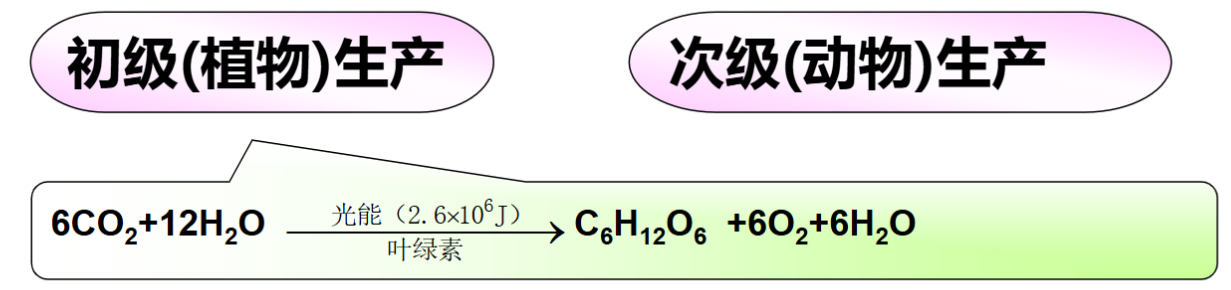 初级(植物)生产
次级(动物)生产
光能（2.6×10⁶J）
6CO₂+12H₂O ⟶ C₆H₁₂O₆ +6O₂+6H₂O
叶绿素